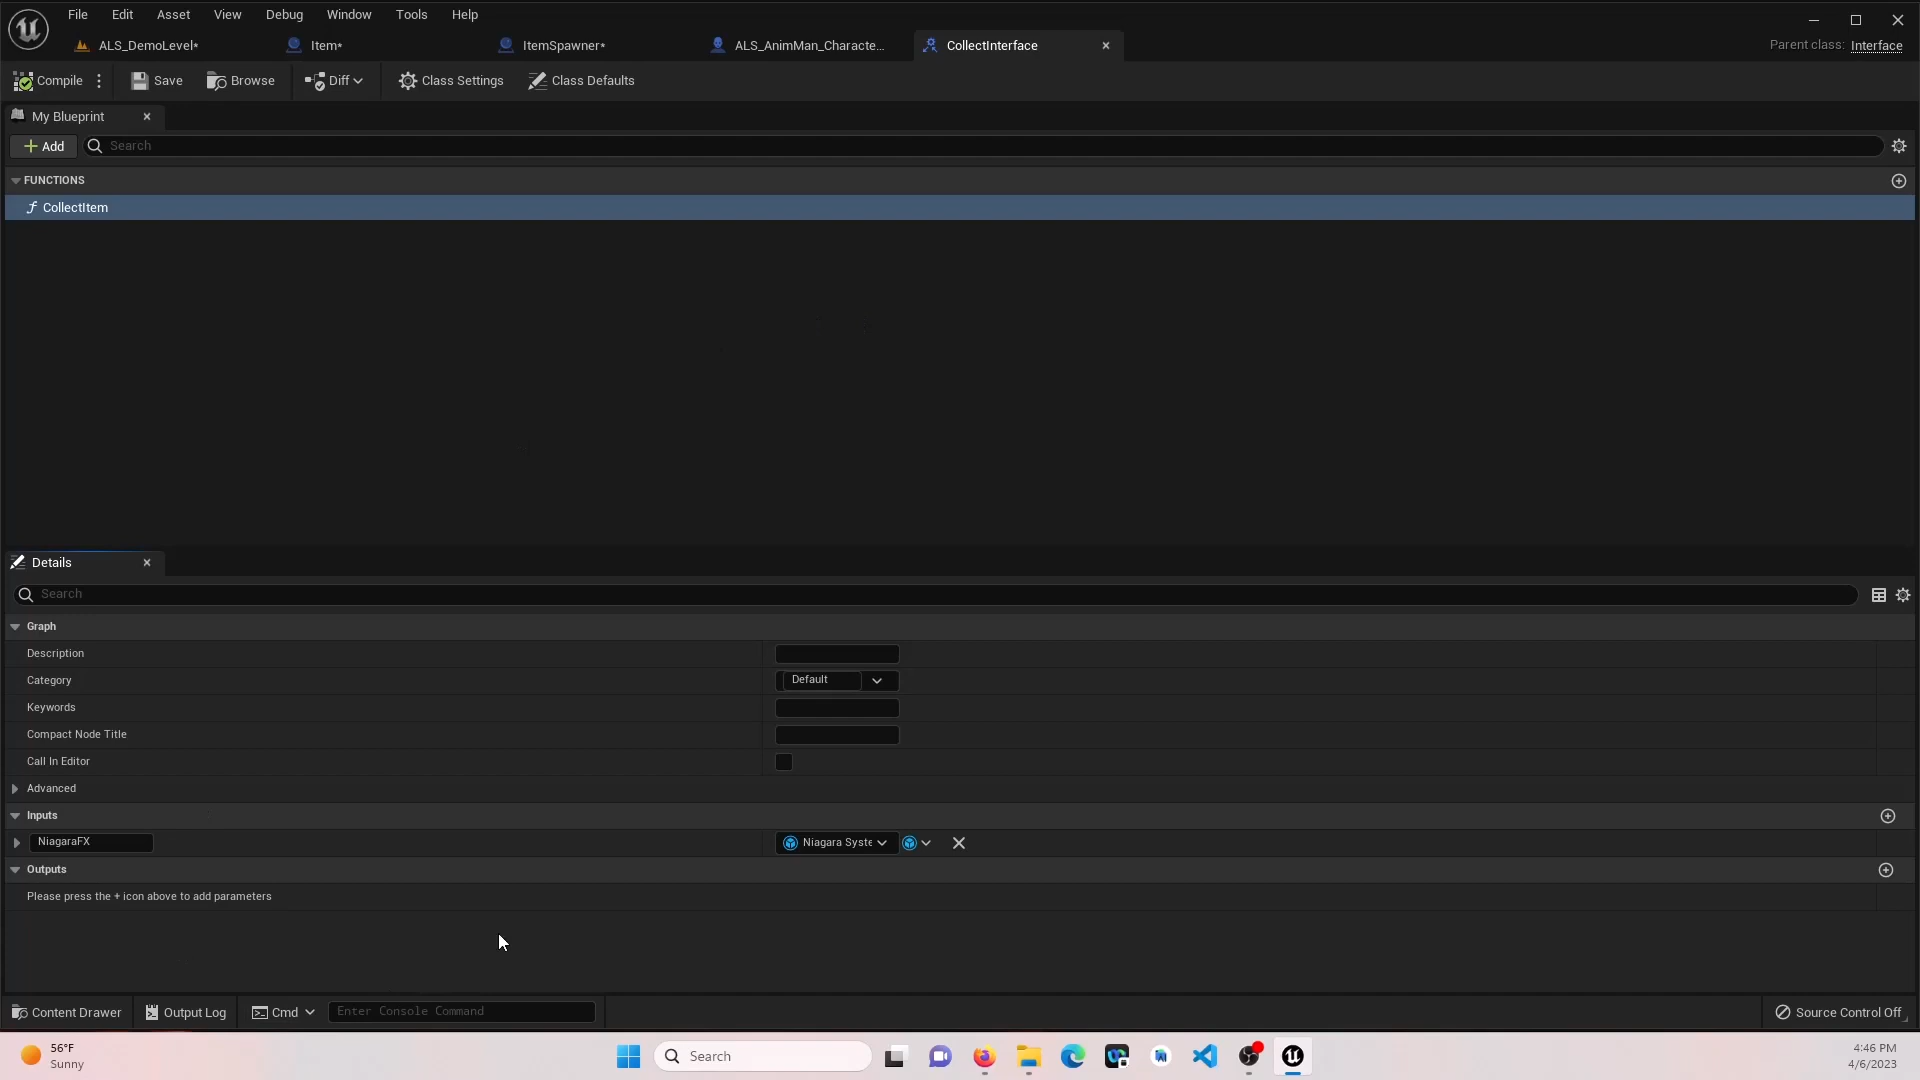 File Edit Asset View Debug Window Tools Help
ALS_DemoLevel* Item* ItemSpawner* ALS_AnimMan_Characte... CollectInterface Parent class: Interface
Compile Save Browse Diff Class Settings Class Defaults
My Blueprint
Add Search
FUNCTIONS
f CollectItem
Details
Search
Graph
Description
Category Default
Keywords
Compact Node Title
Call In Editor
Advanced
Inputs
NiagaraFX Niagara Syste
Outputs
Please press the + icon above to add parameters
Content Drawer Output Log Cmd Enter Console Command Source Control Off
56°F
Sunny
Search
4:46 PM
4/6/2023